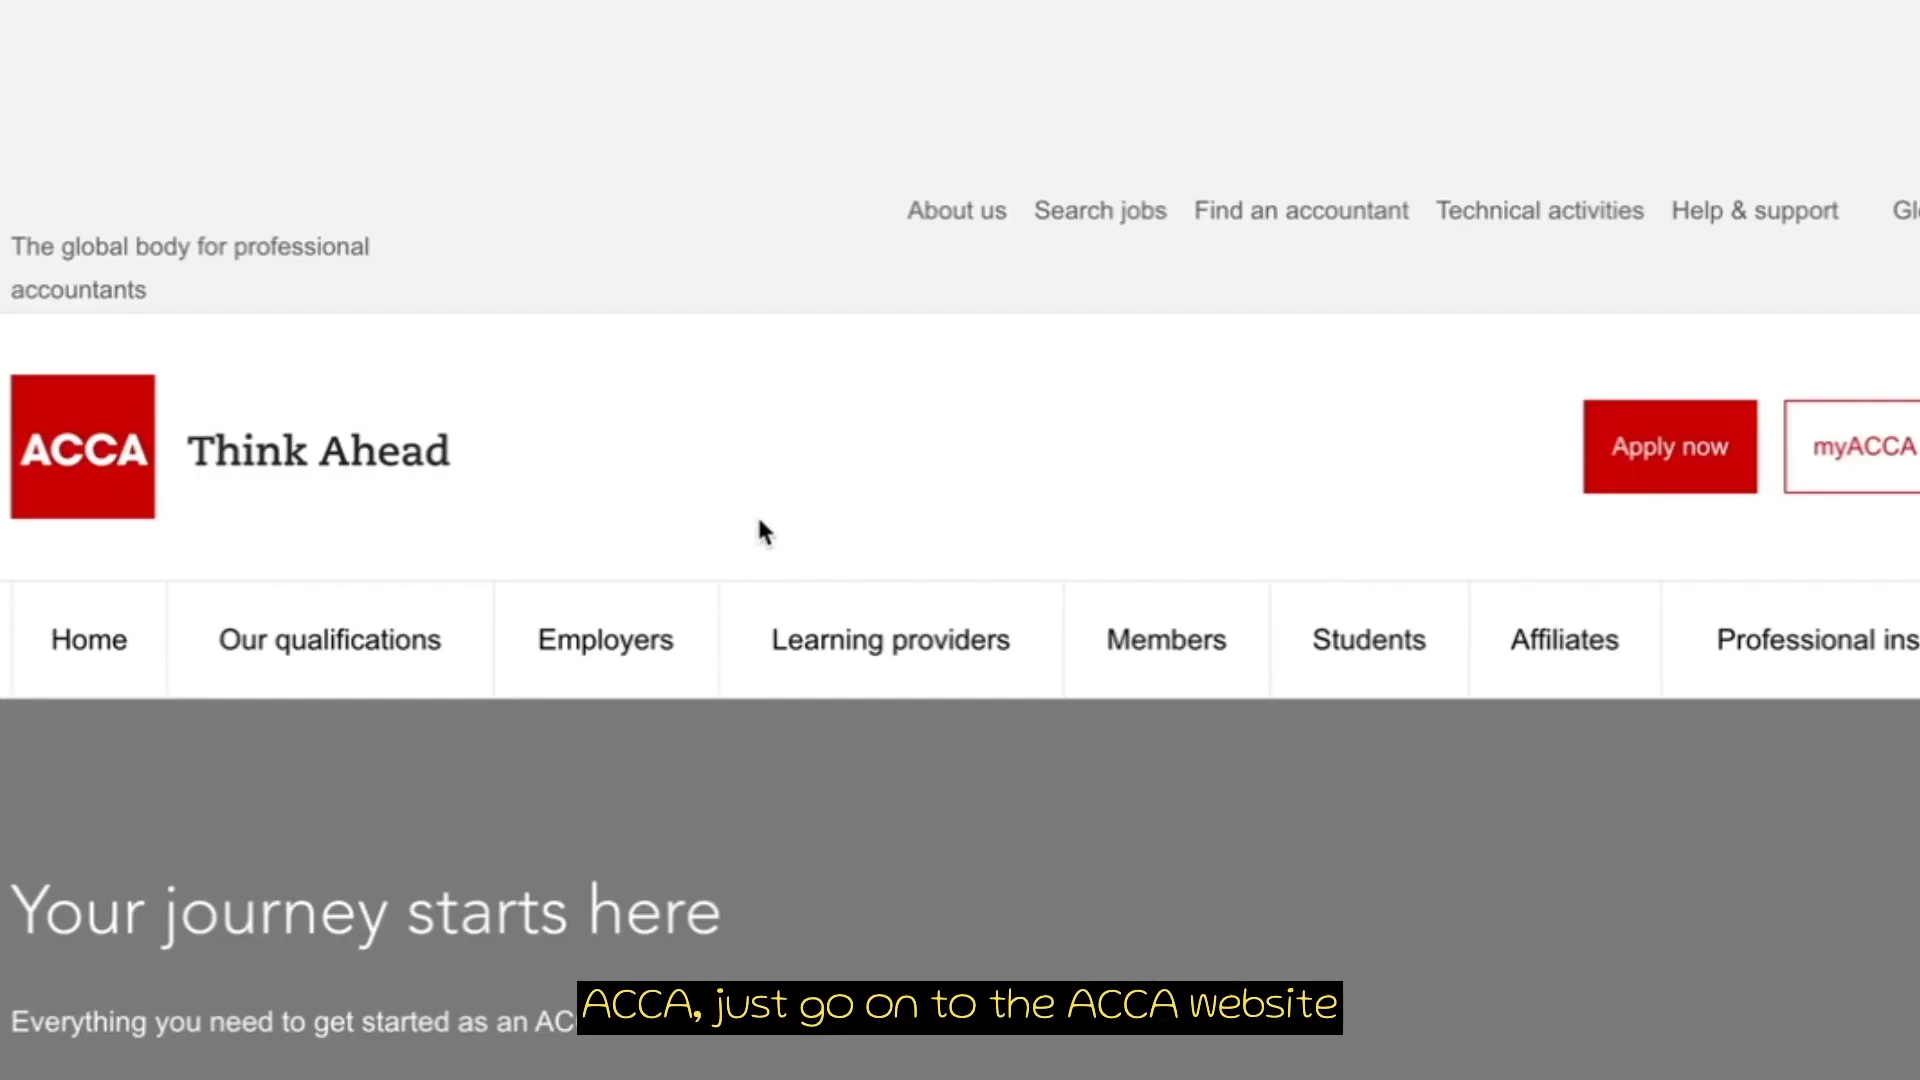 About us Search jobs Find an accountant Technical activities Help & support
The global body for professional
accountants
ACCA Think Ahead
Apply now myACCA
Home Our qualifications Employers Learning providers Members Students Affiliates Professional
Your journey starts here
Everything you need to get started as an
ACCA, just go on to the ACCA website